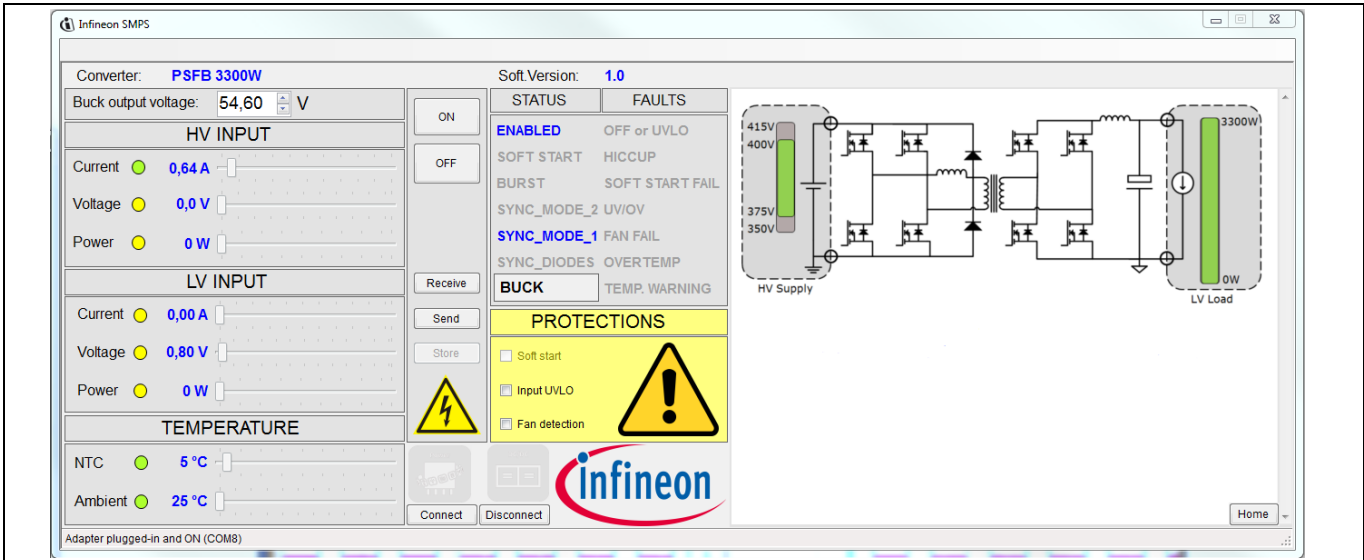 Infineon SMPS
Converter: PSFB 3300W Soft.Version: 1.0
Buck output voltage: 54,60 V
HV INPUT
Current 0,64 A
Voltage 0,0 V
Power 0 W
LV INPUT
Current 0,00 A
Voltage 0,80 V
Power 0 W
TEMPERATURE
NTC 5 °C
Ambient 25 °C
ON
OFF
Receive
Send
Store
Connect
Disconnect
STATUS FAULTS
ENABLED OFF or UVLO
SOFT START HICCUP
BURST SOFT START FAIL
SYNC_MODE_2 UV/OV
SYNC_MODE_1 FAN FAIL
SYNC_DIODES OVERTEMP
BUCK TEMP. WARNING
PROTECTIONS
Soft start
Input UVLO
Fan detection
infineon
415V
400V
375V
350V
HV Supply
3300W
0W
LV Load
Home
Adapter plugged-in and ON (COM8)